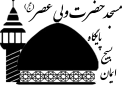 مسجد حضرت ولی عصر (عج)
پایگاه
بسیج
ایمان